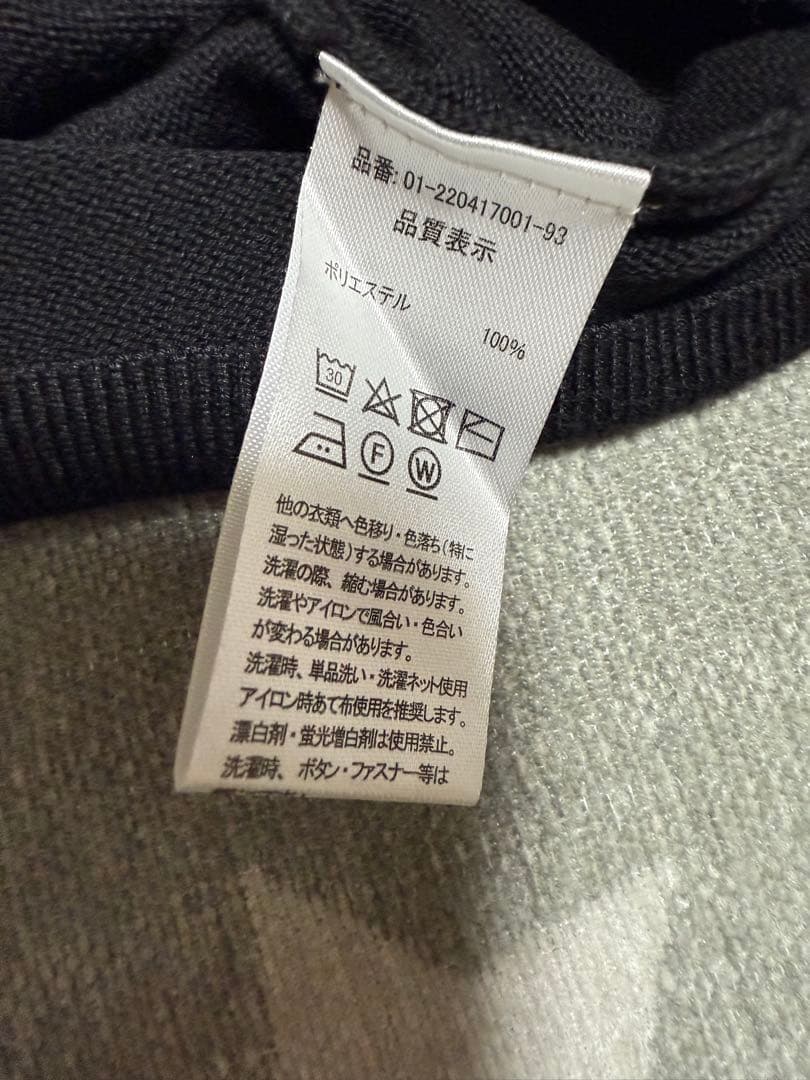 品番: 01-220417001-93
品質表示
ポリエステル 100%
30
F W
他の衣類へ色移り・色落ち(特に
湿った状態)する場合があります。
洗濯の際、縮む場合があります。
洗濯やアイロンで風合い・色合い
が変わる場合があります。
洗濯時、単品洗い・洗濯ネット使用
アイロン時あて布使用を推奨します。
漂白剤・蛍光増白剤は使用禁止。
洗濯時、ボタン・ファスナー等は